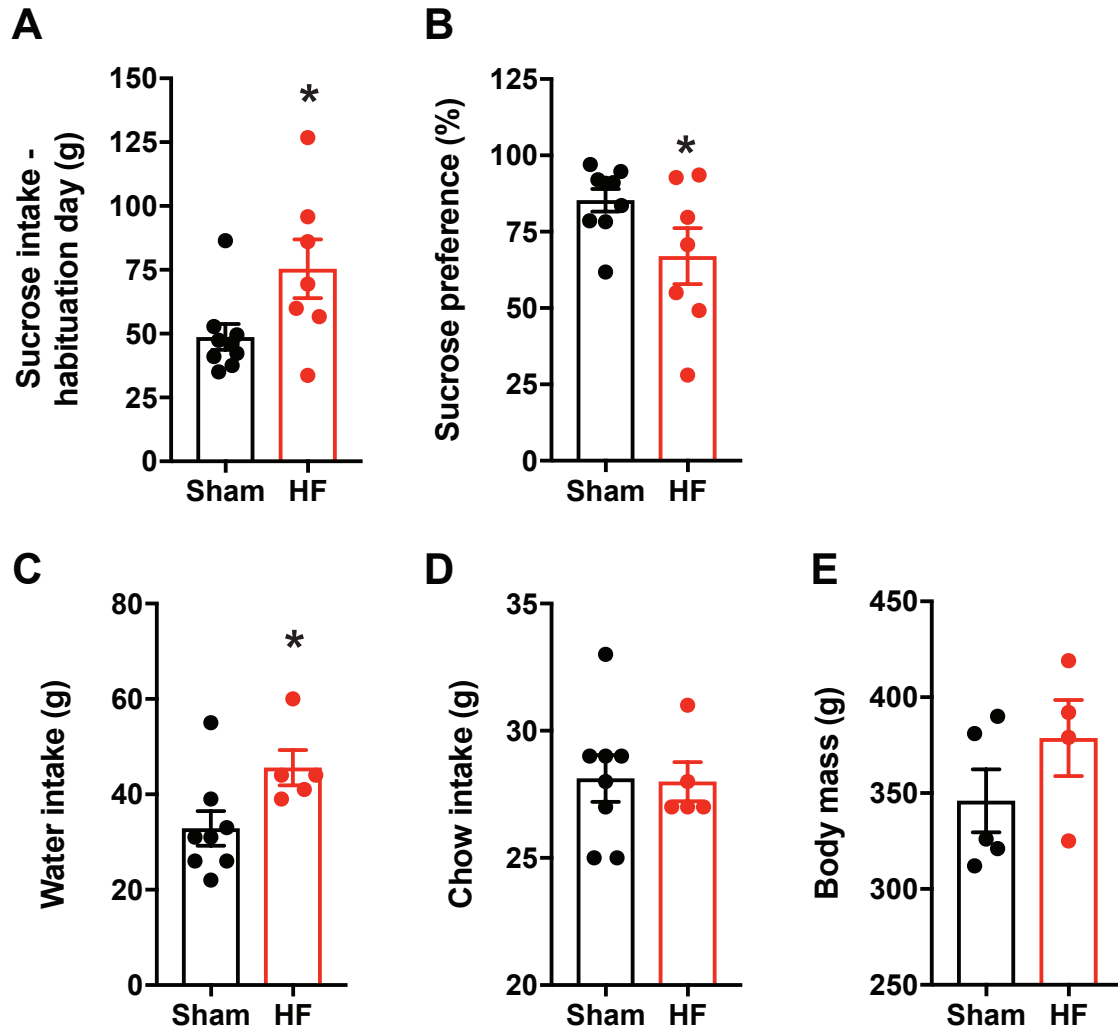 A
Sucrose intake -
habituation day (g)
150
125
100
75
50
25
0
*
Sham HF
B
Sucrose preference (%)
125
100
75
50
25
0
*
Sham HF
C
Water intake (g)
80
60
40
20
0
*
Sham HF
D
Chow intake (g)
35
30
25
20
Sham HF
E
Body mass (g)
450
400
350
300
250
Sham HF